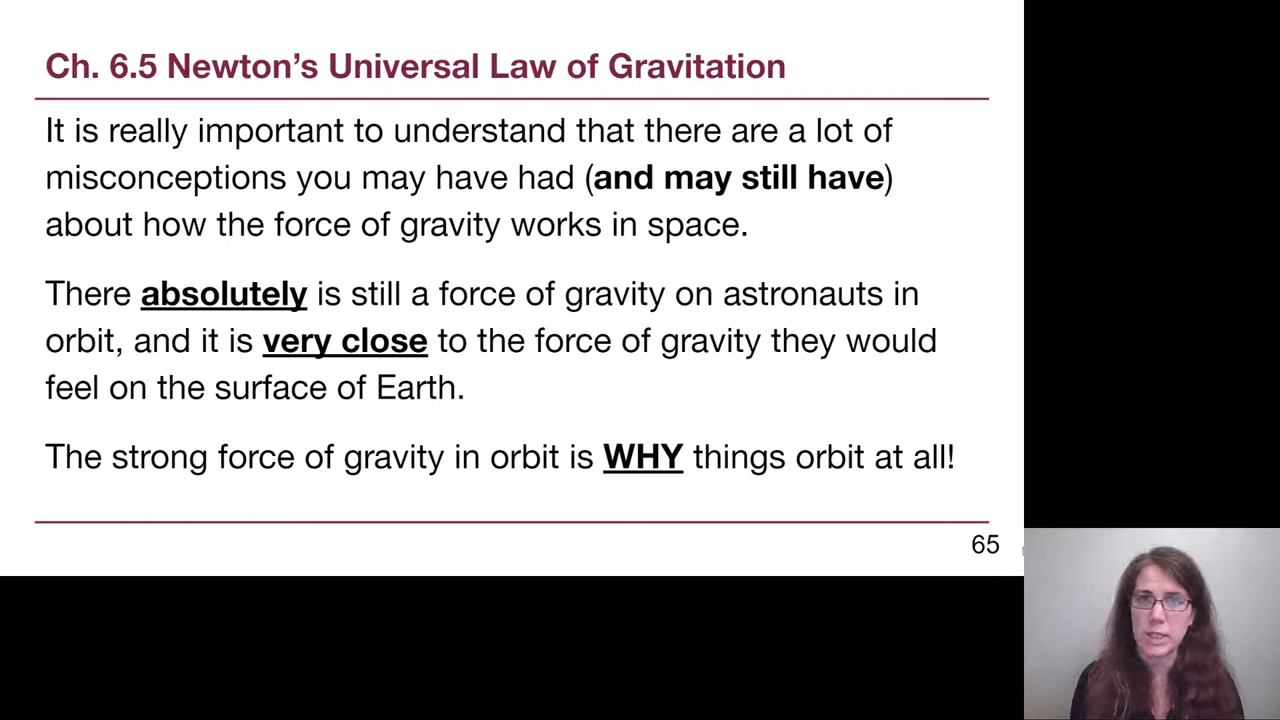 Ch. 6.5 Newton’s Universal Law of Gravitation
It is really important to understand that there are a lot of
misconceptions you may have had (and may still have)
about how the force of gravity works in space.
There absolutely is still a force of gravity on astronauts in
orbit, and it is very close to the force of gravity they would
feel on the surface of Earth.
The strong force of gravity in orbit is WHY things orbit at all!
65